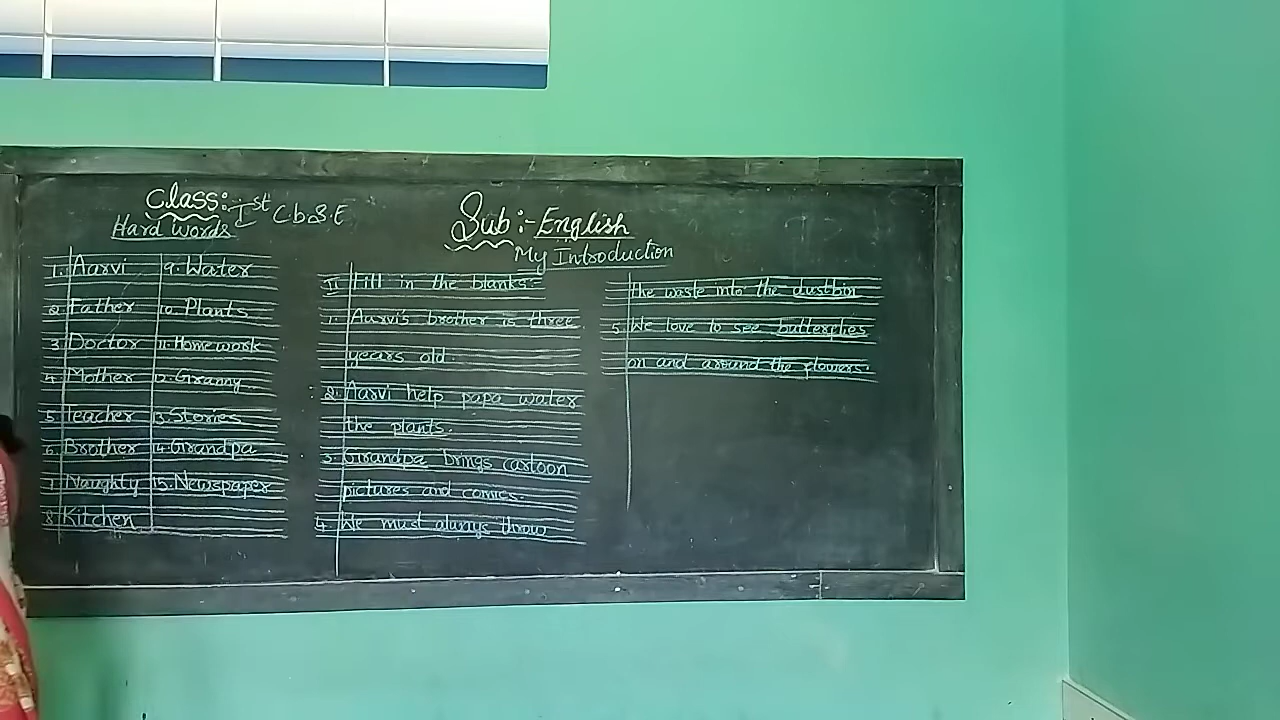 Class:- Ist C.b.S.E
Hard Words
1. Aarvi
2. Father
3. Doctor
4. Mother
5. Teacher
6. Brother
7. Naughty
8. Kitchen
9. Water
10. Plants
11. Homework
12. Granny
13. Stories
14. Grandpa
15. Newspaper
Sub:- English
My Introduction
II Fill in the blanks:-
1. Aarvi's brother is three
years old.
2. Aarvi help papa water
the plants.
3. Grandpa brings cartoon
pictures and comics.
4. We must alwys throw
the waste into the dustbin
5. We love to see butterflies
on and around the flowers.